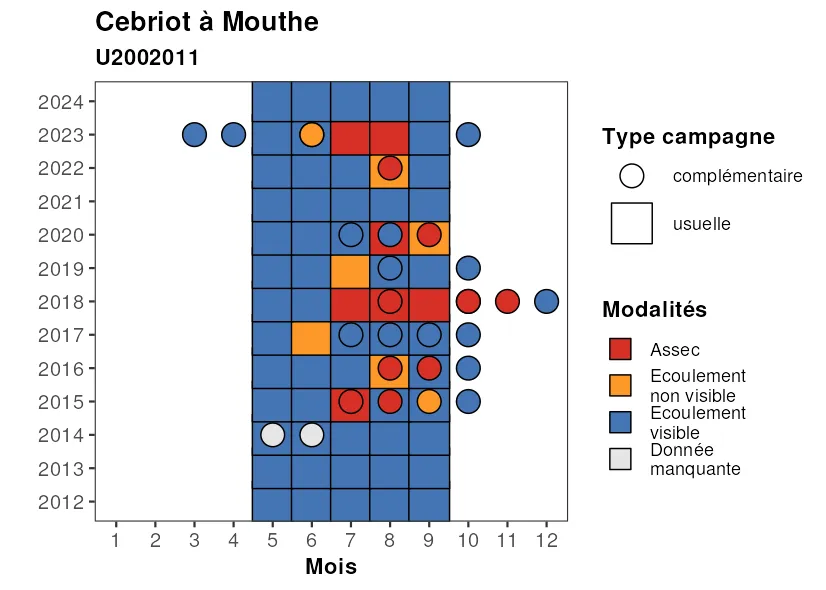 Cebriot à Mouthe
U2002011
2024
2023
2022
2021
2020
2019
2018
2017
2016
2015
2014
2013
2012
1 2 3 4 5 6 7 8 9 10 11 12
Mois
Type campagne
complémentaire
usuelle
Modalités
Assec
Ecoulement
non visible
Ecoulement
visible
Donnée
manquante